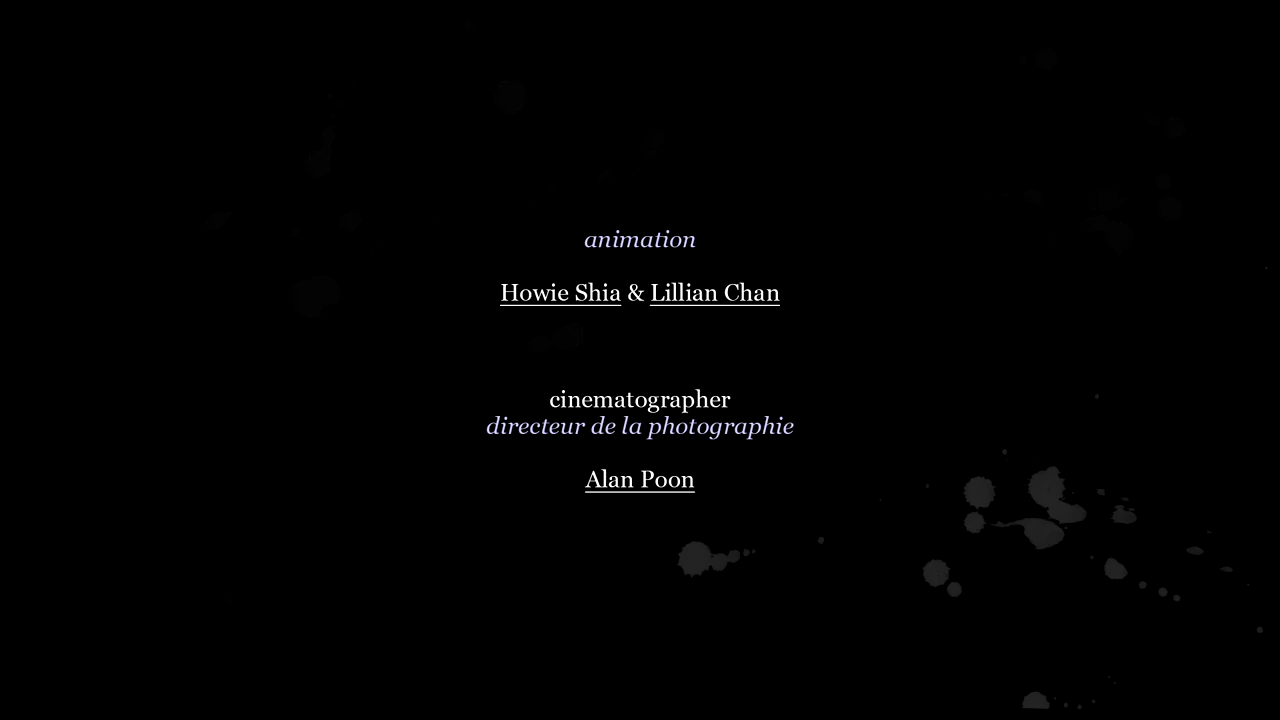 animation
Howie Shia & Lillian Chan
cinematographer
directeur de la photographie
Alan Poon